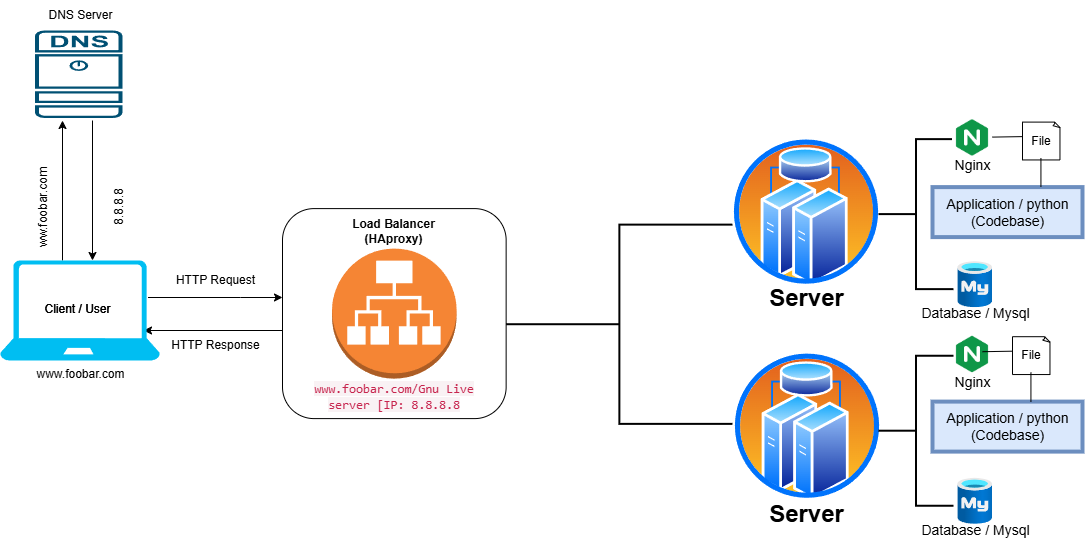 DNS Server
DNS
ww.foobar.com
8.8.8.8
Client / User
www.foobar.com
HTTP Request
HTTP Response
Load Balancer
(HAproxy)
www.foobar.com/Gnu Live
server [IP: 8.8.8.8
Server
N
Nginx
File
Application / python
(Codebase)
My
Database / Mysql
Server
N
Nginx
File
Application / python
(Codebase)
My
Database / Mysql